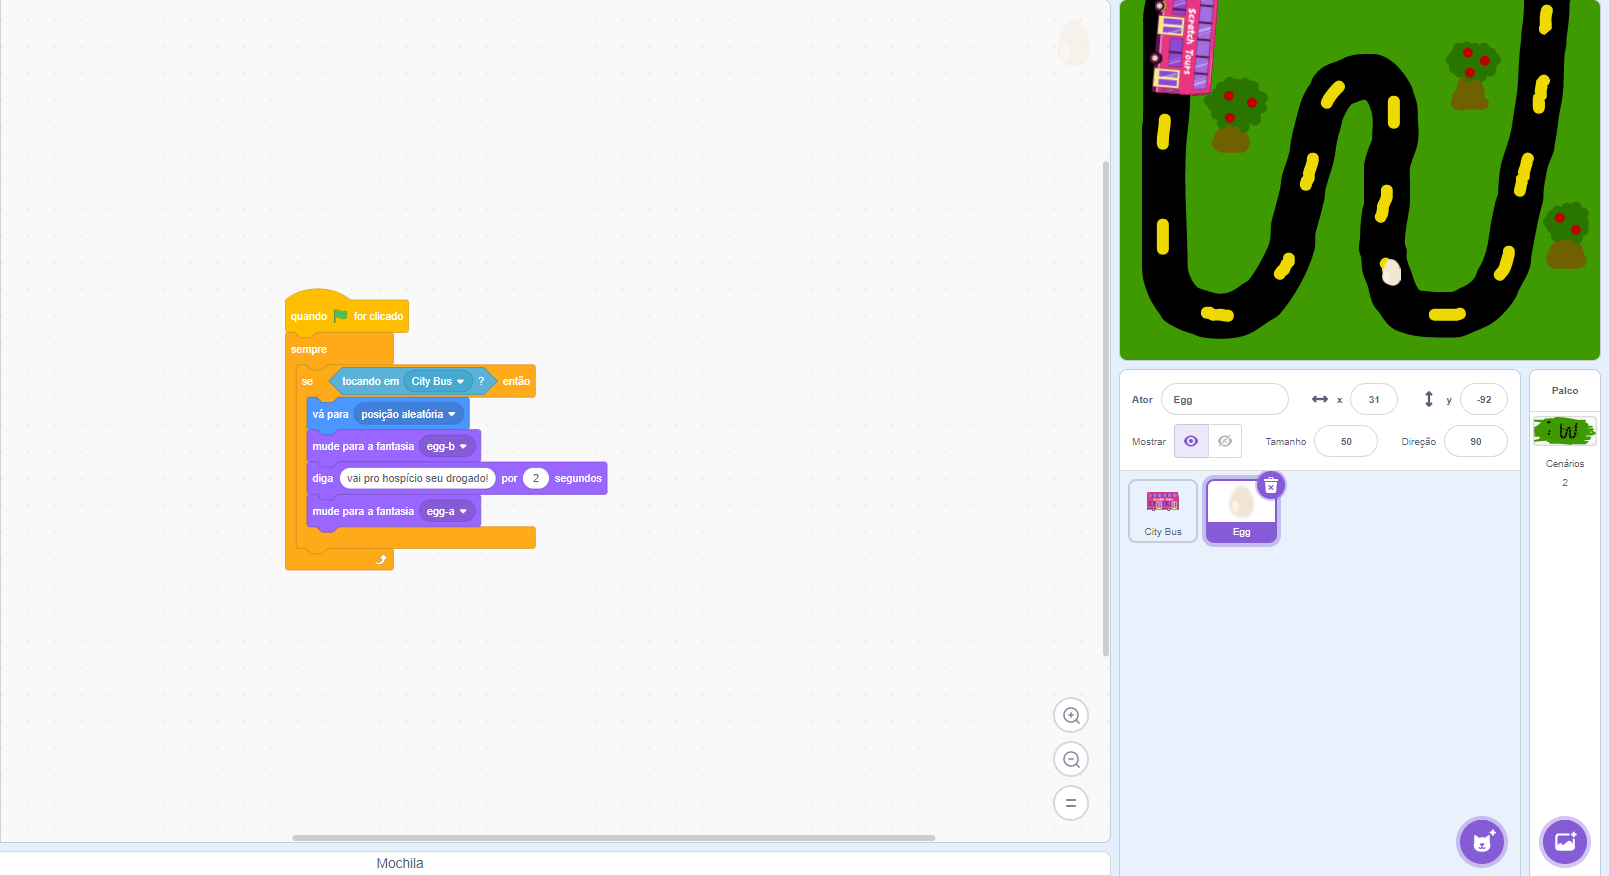 quando for clicado
sempre
se tocando em City Bus ? então
vá para posição aleatória
mude para a fantasia egg-b
diga vai pro hospício seu drogado! por 2 segundos
mude para a fantasia egg-a
Mochila
Scratch Tours
Ator Egg x 31 y -92
Mostrar Tamanho 50 Direção 90
City Bus
Egg
Palco
Cenários
2